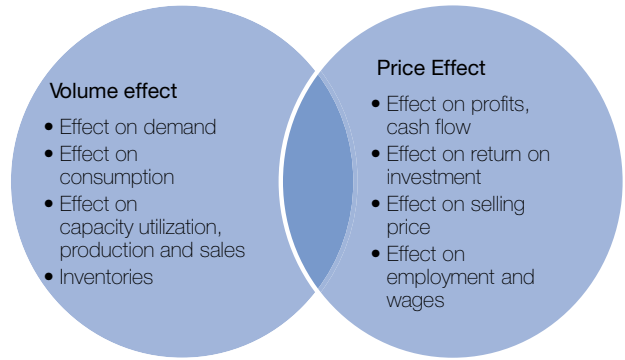 Volume effect
• Effect on demand
• Effect on
consumption
• Effect on
capacity utilization,
production and sales
• Inventories
Price Effect
• Effect on profits,
cash flow
• Effect on return on
investment
• Effect on selling
price
• Effect on
employment and
wages